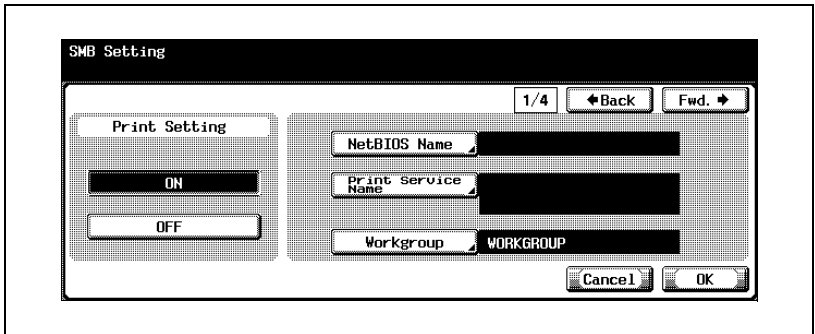 SMB Setting
1/4
←Back
Fwd. →
Print Setting
ON
OFF
NetBIOS Name
Print Service
Name
Workgroup
WORKGROUP
Cancel
OK